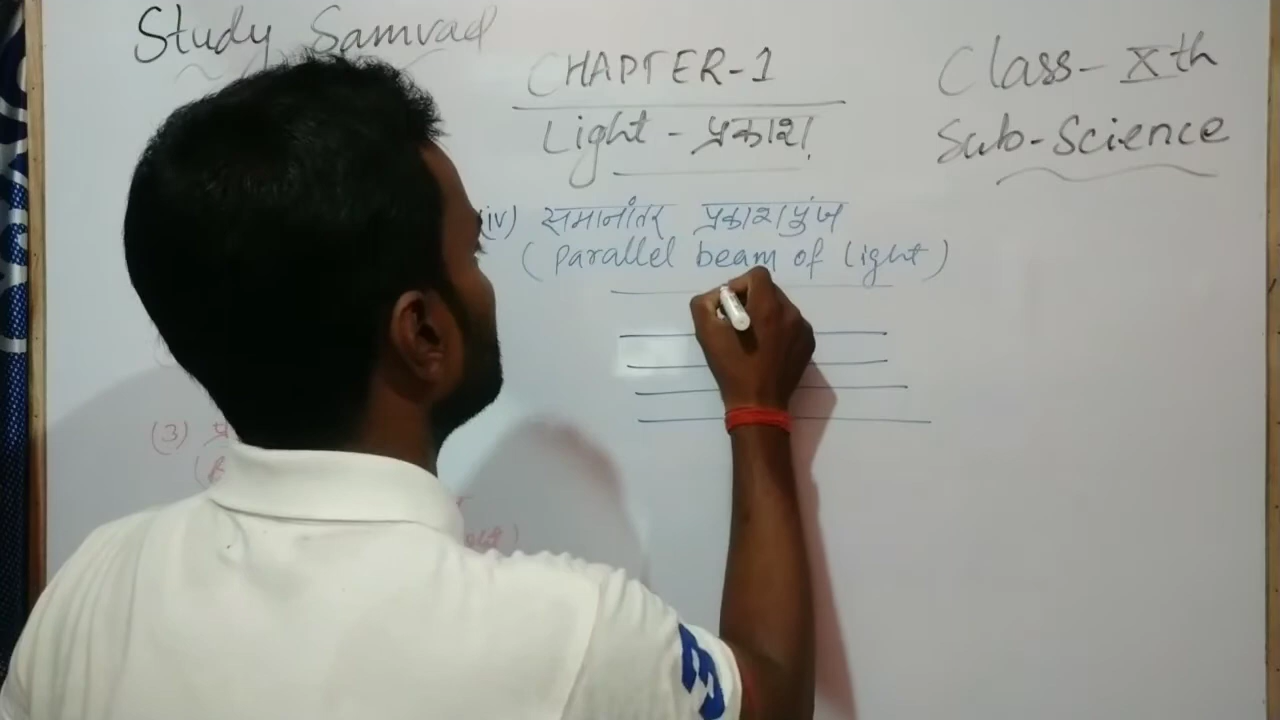 Study Samvad
CHAPTER-1
Light - प्रकाश
Class- Xth
Sub-Science
(iv) समानांतर प्रकाशपुंज
(Parallel beam of light)
(3)